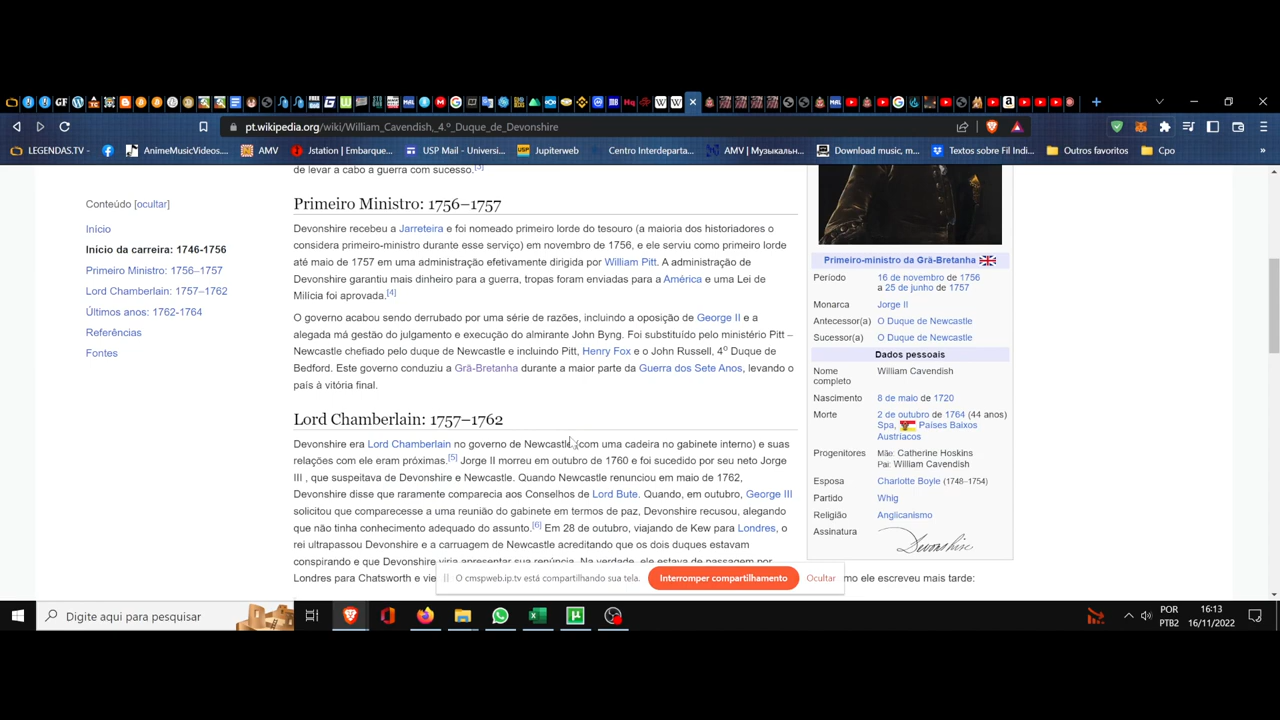 GF
W
MAL
pt.wikipedia.org/wiki/William_Cavendish,_4.º_Duque_de_Devonshire
LEGENDAS.TV
AnimeMusicVideos...
AMV
Jstation | Embarque...
USP Mail - Universi...
Jupiterweb
Centro Interdeparta...
AMV | Музыкальн...
Download music, m...
Textos sobre Fil Indi...
Outros favoritos
Cpo
de levar a cabo a guerra com sucesso.[3]
Conteúdo [ocultar]
Início
Início da carreira: 1746-1756
Primeiro Ministro: 1756–1757
Lord Chamberlain: 1757–1762
Últimos anos: 1762-1764
Referências
Fontes
Primeiro Ministro: 1756–1757
Devonshire recebeu a Jarreteira e foi nomeado primeiro lorde do tesouro (a maioria dos historiadores o
considera primeiro-ministro durante esse serviço) em novembro de 1756, e ele serviu como primeiro lorde
até maio de 1757 em uma administração efetivamente dirigida por William Pitt. A administração de
Devonshire garantiu mais dinheiro para a guerra, tropas foram enviadas para a América e uma Lei de
Milícia foi aprovada.[4]
O governo acabou sendo derrubado por uma série de razões, incluindo a oposição de George II e a
alegada má gestão do julgamento e execução do almirante John Byng. Foi substituído pelo ministério Pitt –
Newcastle chefiado pelo duque de Newcastle e incluindo Pitt, Henry Fox e o John Russell, 4º Duque de
Bedford. Este governo conduziu a Grã-Bretanha durante a maior parte da Guerra dos Sete Anos, levando o
país à vitória final.
Lord Chamberlain: 1757–1762
Devonshire era Lord Chamberlain no governo de Newcastle (com uma cadeira no gabinete interno) e suas
relações com ele eram próximas.[5] Jorge II morreu em outubro de 1760 e foi sucedido por seu neto Jorge
III , que suspeitava de Devonshire e Newcastle. Quando Newcastle renunciou em maio de 1762,
Devonshire disse que raramente comparecia aos Conselhos de Lord Bute. Quando, em outubro, George III
solicitou que comparecesse a uma reunião do gabinete em termos de paz, Devonshire recusou, alegando
que não tinha conhecimento adequado do assunto.[6] Em 28 de outubro, viajando de Kew para Londres, o
rei ultrapassou Devonshire e a carruagem de Newcastle acreditando que os dois duques estavam
conspirando e que Devonshire viria apresentar sua renúncia. Na verdade, ele estava de passagem por
Londres para Chatsworth e vie mo ele escreveu mais tarde:
Primeiro-ministro da Grã-Bretanha
Período 16 de novembro de 1756
a 25 de junho de 1757
Monarca Jorge II
Antecessor(a) O Duque de Newcastle
Sucessor(a) O Duque de Newcastle
Dados pessoais
Nome completo William Cavendish
Nascimento 8 de maio de 1720
Morte 2 de outubro de 1764 (44 anos)
Spa, Países Baixos
Austríacos
Progenitores Mãe: Catherine Hoskins
Pai: William Cavendish
Esposa Charlotte Boyle (1748–1754)
Partido Whig
Religião Anglicanismo
Assinatura Devonshire
O cmspweb.ip.tv está compartilhando sua tela.
Interromper compartilhamento
Ocultar
Digite aqui para pesquisar
POR
PTB2
16:13
16/11/2022